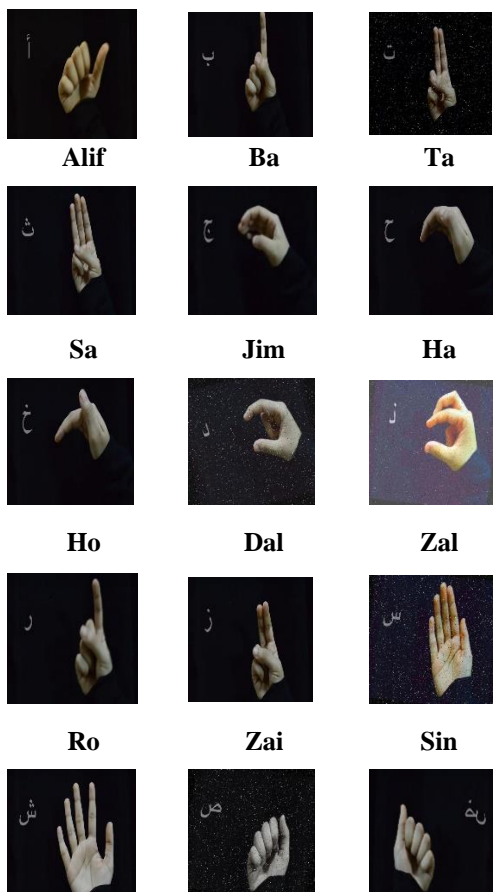 أ ب ت
Alif Ba Ta
ث ج ح
Sa Jim Ha
خ د ذ
Ho Dal Zal
ر ز س
Ro Zai Sin
ش ص ض